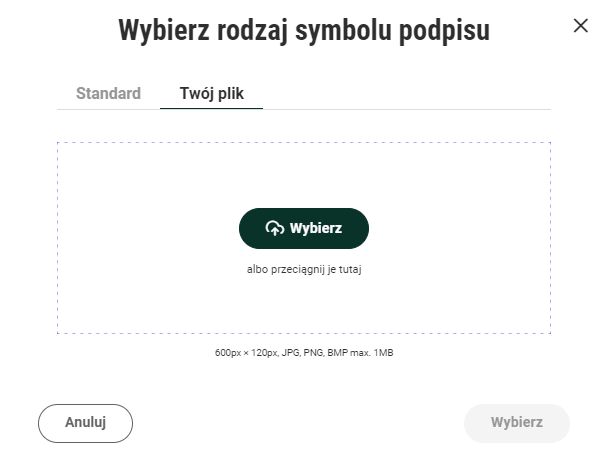 Wybierz rodzaj symbolu podpisu
Standard
Twój plik
Wybierz
albo przeciągnij je tutaj
600px × 120px, JPG, PNG, BMP max. 1MB
Anuluj
Wybierz